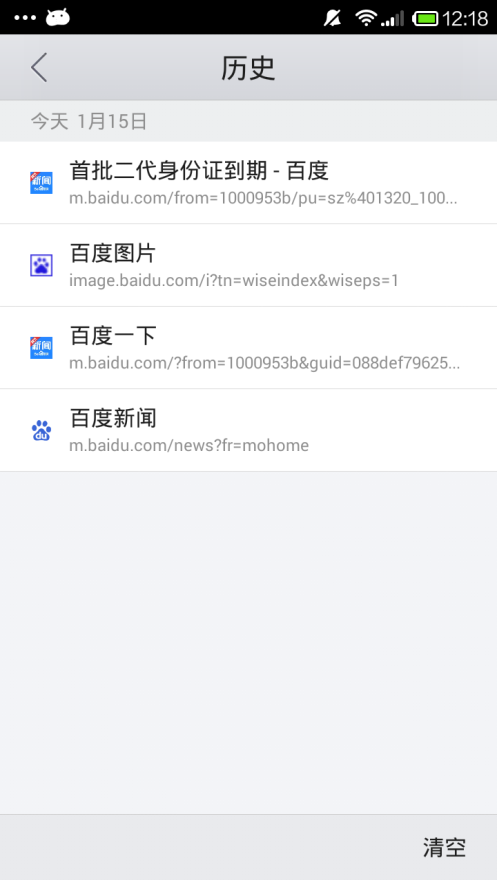 12:18
历史
今天 1月15日
首批二代身份证到期 - 百度
m.baidu.com/from=1000953b/pu=sz%401320_100...
百度图片
image.baidu.com/i?tn=wiseindex&wiseps=1
百度一下
m.baidu.com/?from=1000953b&guid=088def79625...
百度新闻
du
m.baidu.com/news?fr=mohome
清空